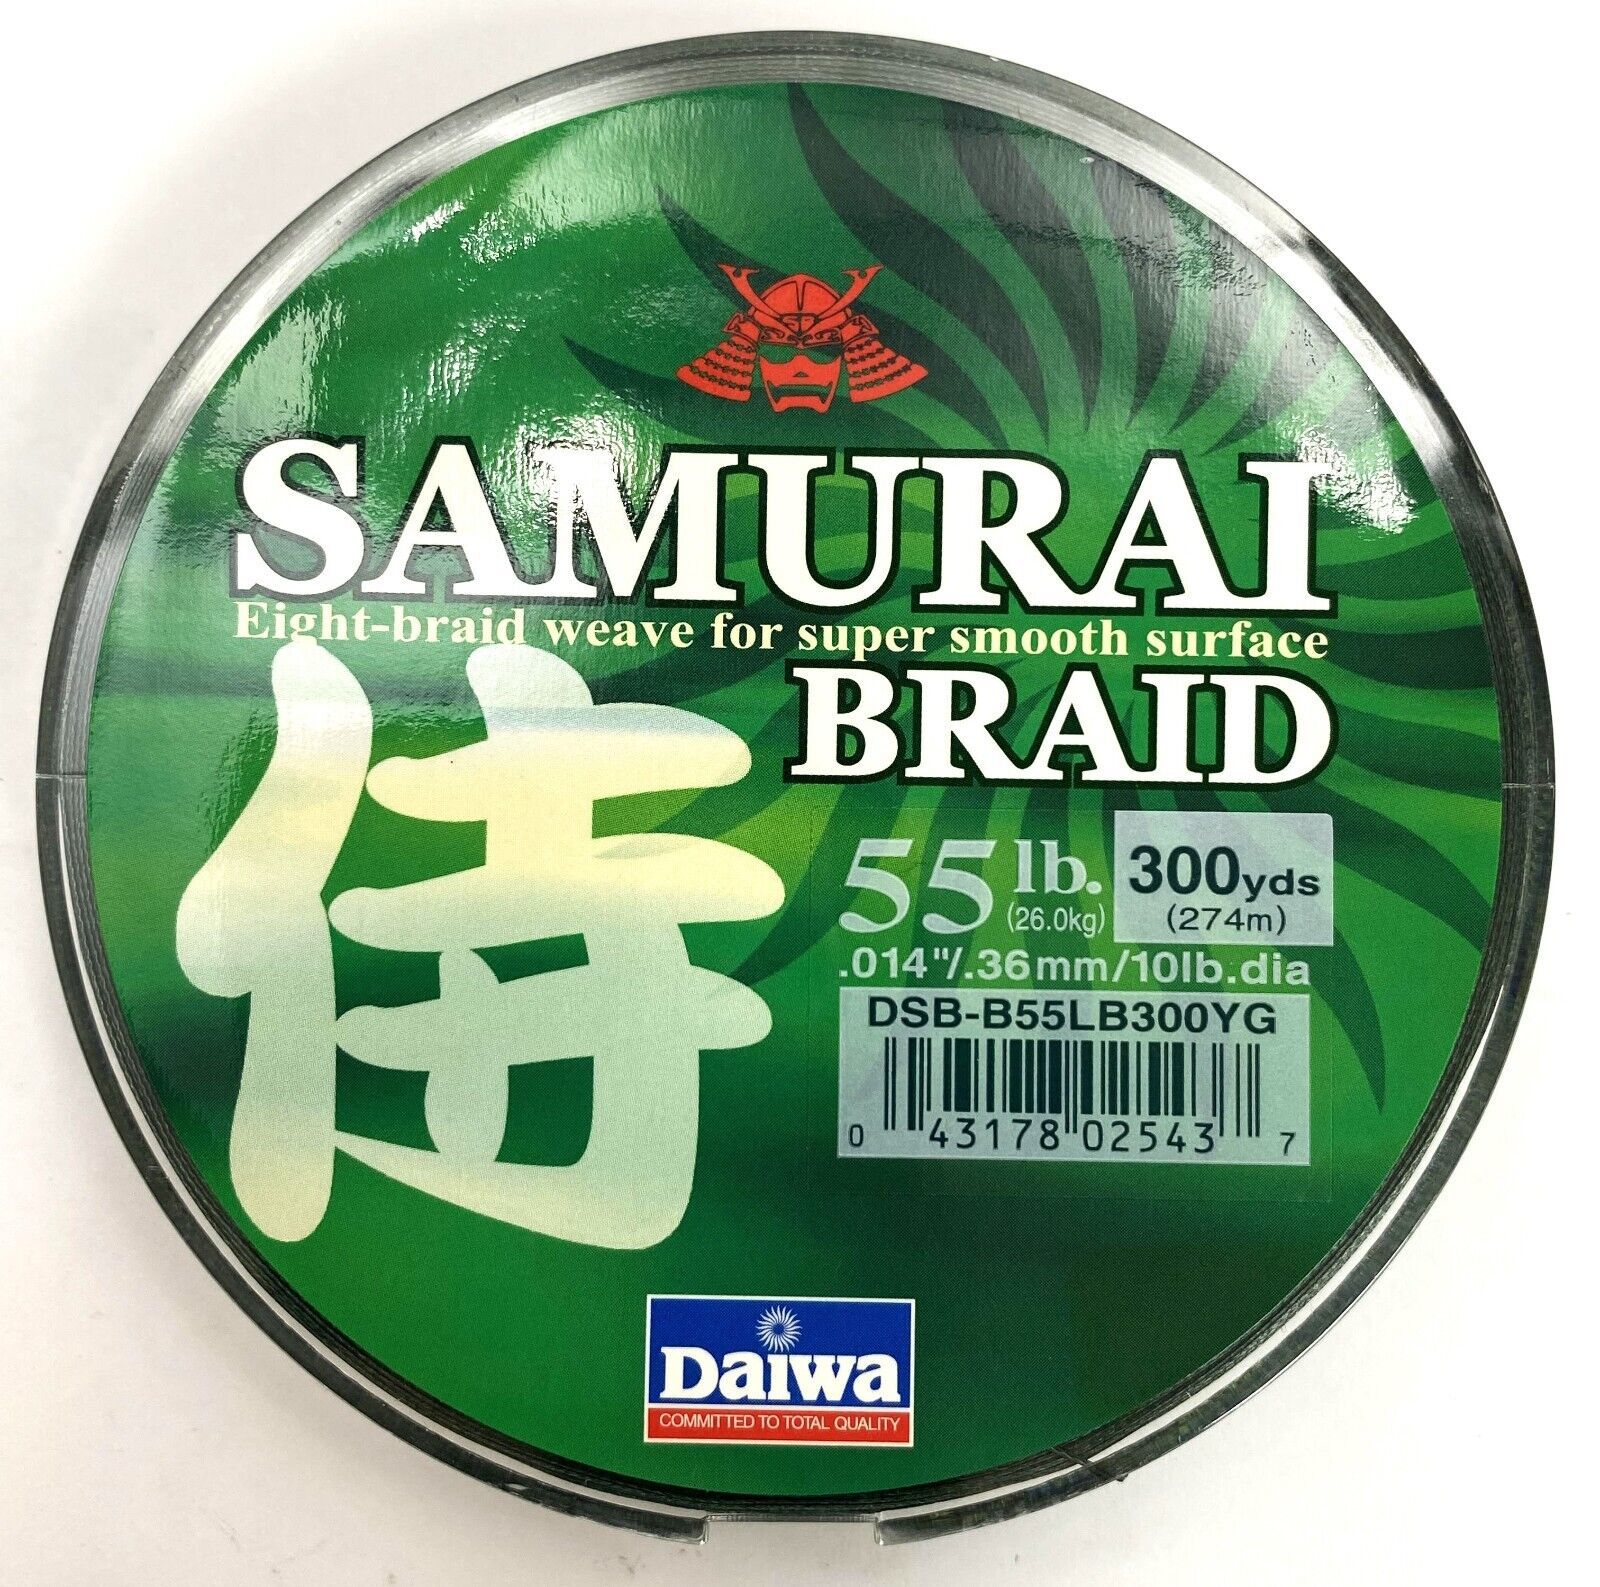 SAMURAI
Eight-braid weave for super smooth surface
BRAID
侍
55 lb. (26.0kg)
300yds
(274m)
.014"/.36mm/10lb.dia
DSB-B55LB300YG
0 43178 02543 7
Daiwa
COMMITTED TO TOTAL QUALITY